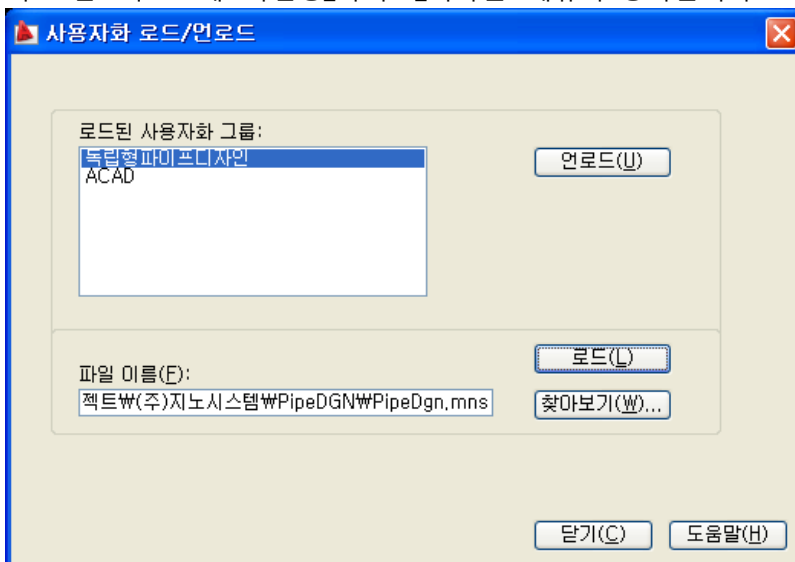 사용자화 로드/언로드
로드된 사용자화 그룹:
독립형파이프디자인
ACAD
언로드(U)
로드(L)
파일 이름(F):
젝트₩(주)지노시스템₩PipeDGN₩PipeDgn.mns
찾아보기(W)...
닫기(C)
도움말(H)